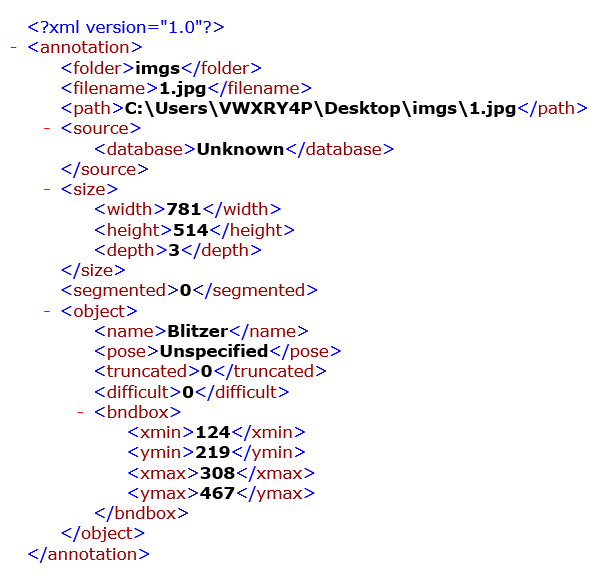 <?xml version="1.0"?>
- <annotation>
<folder>imgs</folder>
<filename>1.jpg</filename>
<path>C:\Users\VWXRY4P\Desktop\imgs\1.jpg</path>
- <source>
<database>Unknown</database>
</source>
- <size>
<width>781</width>
<height>514</height>
<depth>3</depth>
</size>
<segmented>0</segmented>
- <object>
<name>Blitzer</name>
<pose>Unspecified</pose>
<truncated>0</truncated>
<difficult>0</difficult>
- <bndbox>
<xmin>124</xmin>
<ymin>219</ymin>
<xmax>308</xmax>
<ymax>467</ymax>
</bndbox>
</object>
</annotation>